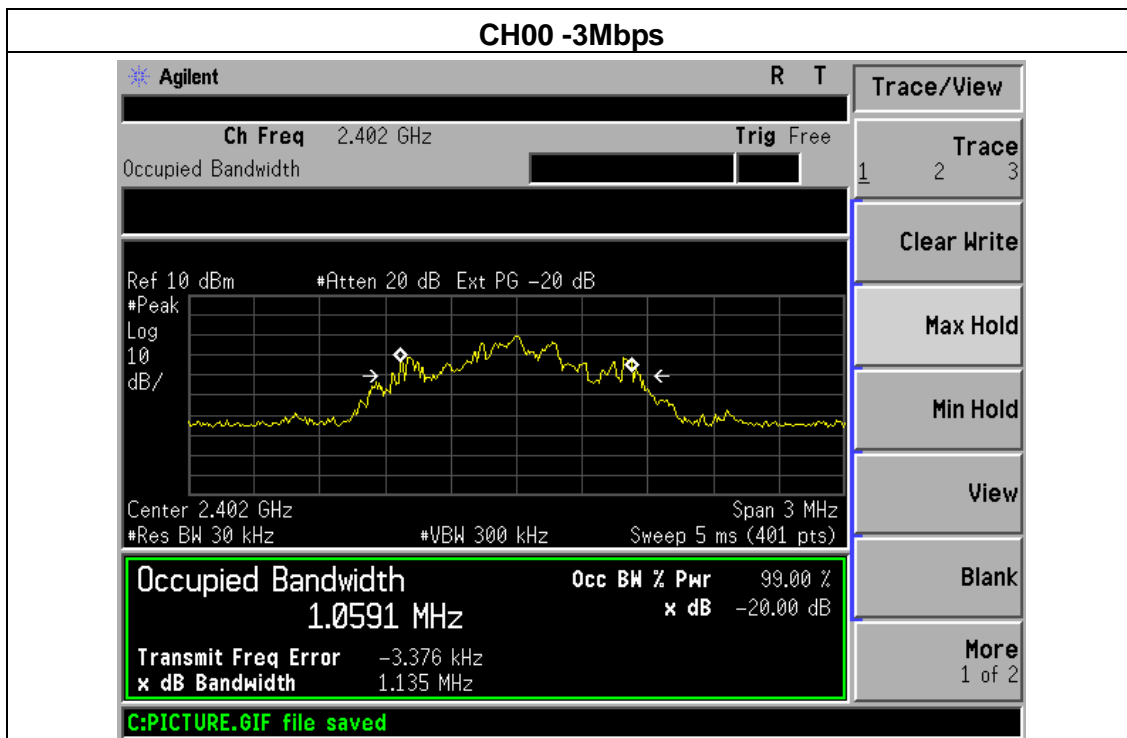 CH00 -3Mbps
Agilent R T
Trace/View
Ch Freq 2.402 GHz Trig Free
Occupied Bandwidth
Trace
1 2 3
Clear Write
Ref 10 dBm #Atten 20 dB Ext PG -20 dB
#Peak
Log
10
dB/
Max Hold
Min Hold
View
Center 2.402 GHz Span 3 MHz
#Res BW 30 kHz #VBW 300 kHz Sweep 5 ms (401 pts)
Occupied Bandwidth
1.0591 MHz
Occ BW % Pwr 99.00 %
x dB -20.00 dB
Blank
Transmit Freq Error -3.376 kHz
x dB Bandwidth 1.135 MHz
More
1 of 2
C:PICTURE.GIF file saved